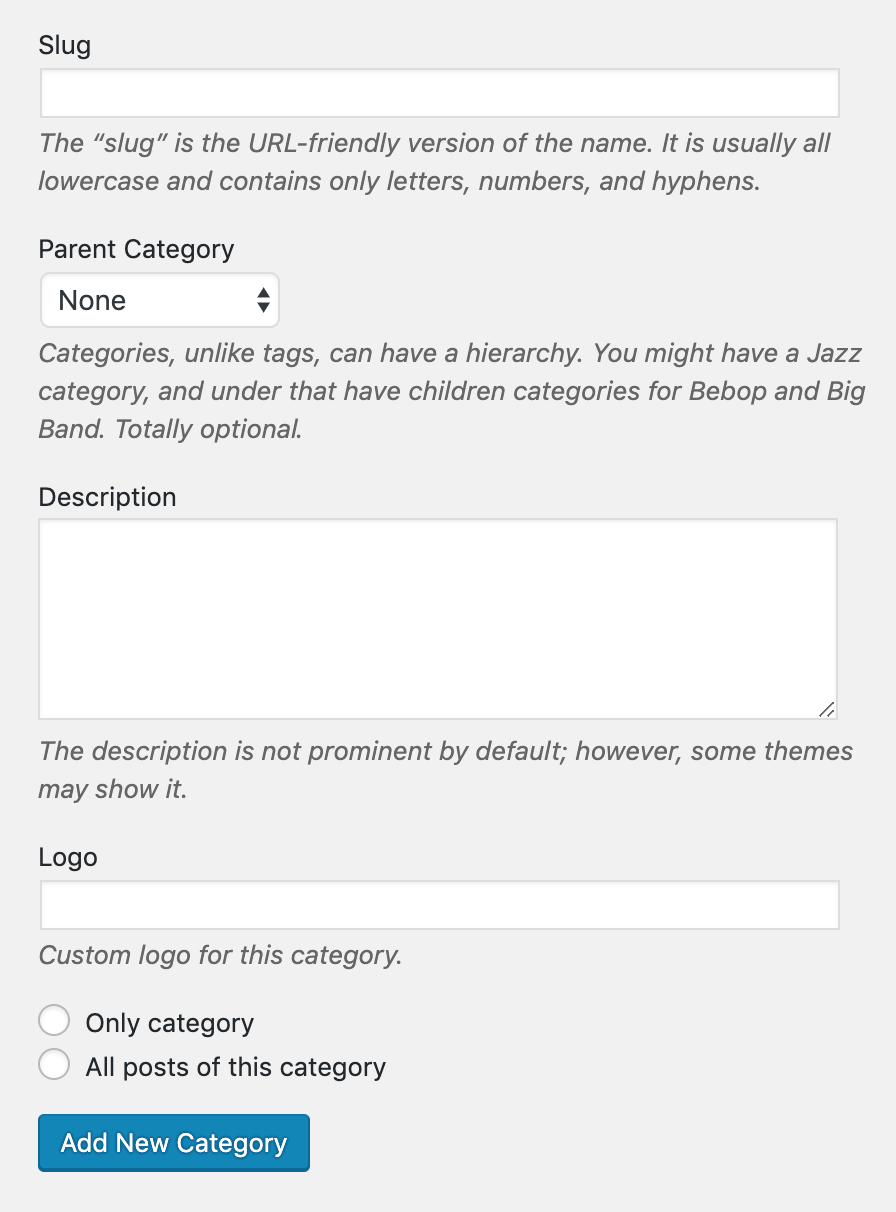 Slug
The “slug” is the URL-friendly version of the name. It is usually all
lowercase and contains only letters, numbers, and hyphens.
Parent Category
None
Categories, unlike tags, can have a hierarchy. You might have a Jazz
category, and under that have children categories for Bebop and Big
Band. Totally optional.
Description
The description is not prominent by default; however, some themes
may show it.
Logo
Custom logo for this category.
Only category
All posts of this category
Add New Category